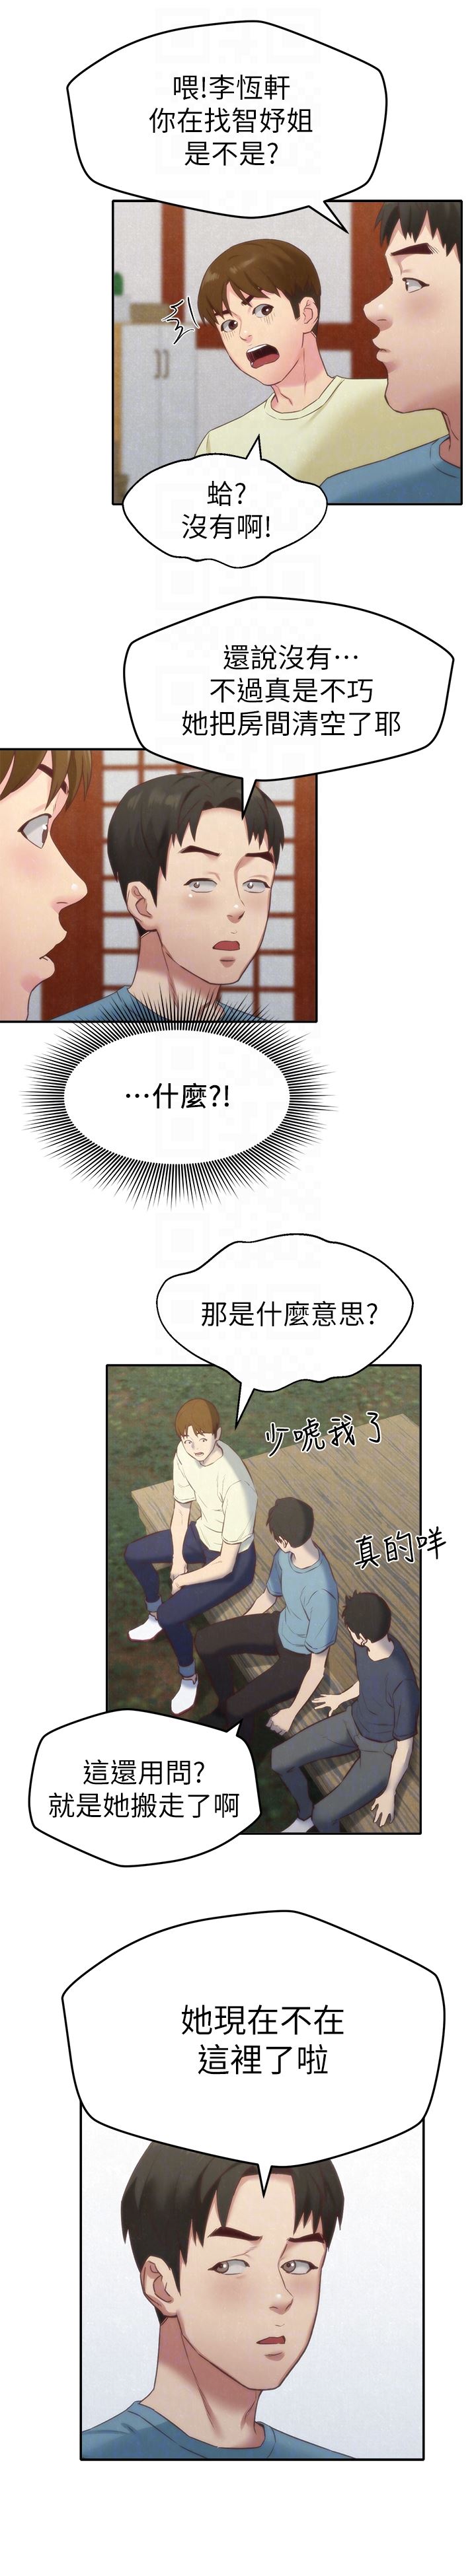 喂!李恆軒
你在找智妤姐
是不是?
蛤?
沒有啊!
還說沒有…
不過真是不巧
她把房間清空了耶
…什麼?!
那是什麼意思?
少唬我了
真的咩
這還用問?
就是她搬走了啊
她現在不在
這裡了啦